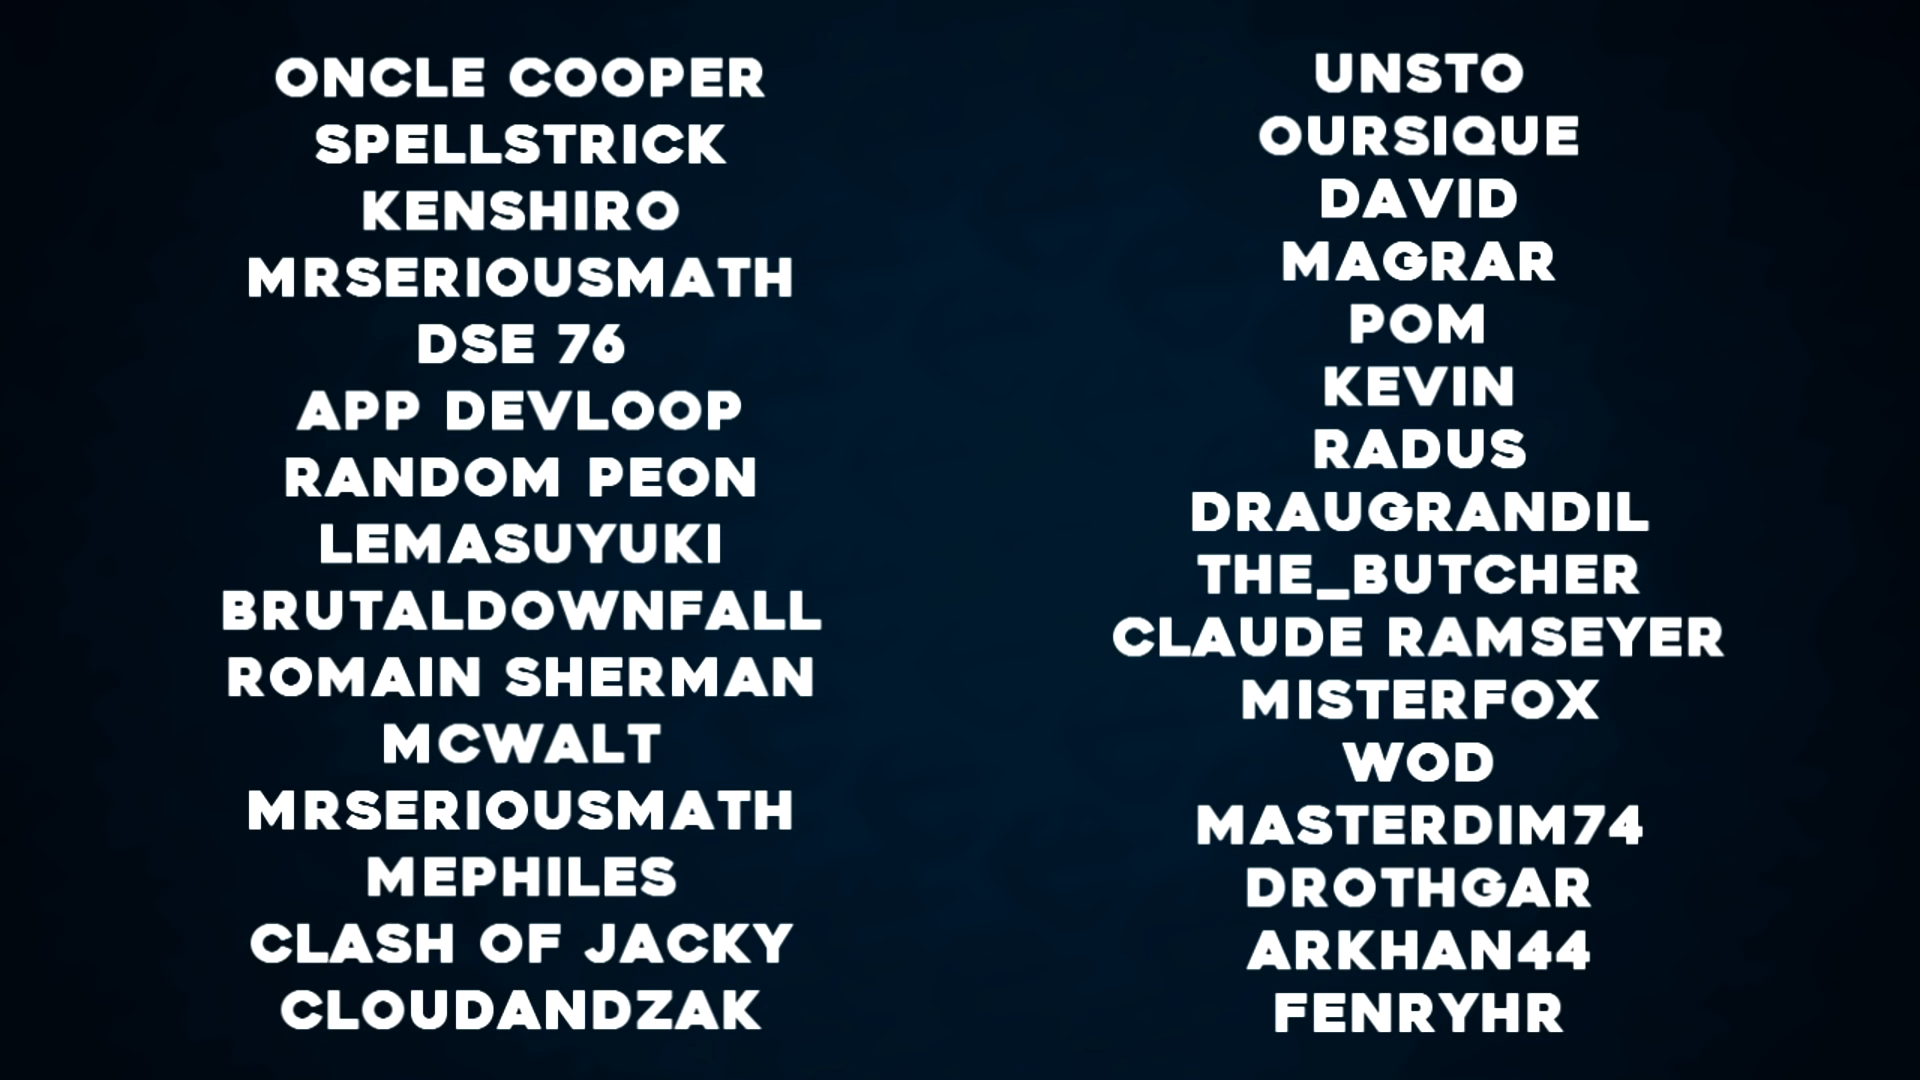 ONCLE COOPER
SPELLSTRICK
KENSHIRO
MRSERIOUSMATH
DSE 76
APP DEVLOOP
RANDOM PEON
LEMASUYUKI
BRUTALDOWNFALL
ROMAIN SHERMAN
MCWALT
MRSERIOUSMATH
MEPHILES
CLASH OF JACKY
CLOUDANDZAK
UNSTO
OURSIQUE
DAVID
MAGRAR
POM
KEVIN
RADUS
DRAUGRANDIL
THE_BUTCHER
CLAUDE RAMSEYER
MISTERFOX
WOD
MASTERDIM74
DROTHGAR
ARKHAN44
FENRYHR